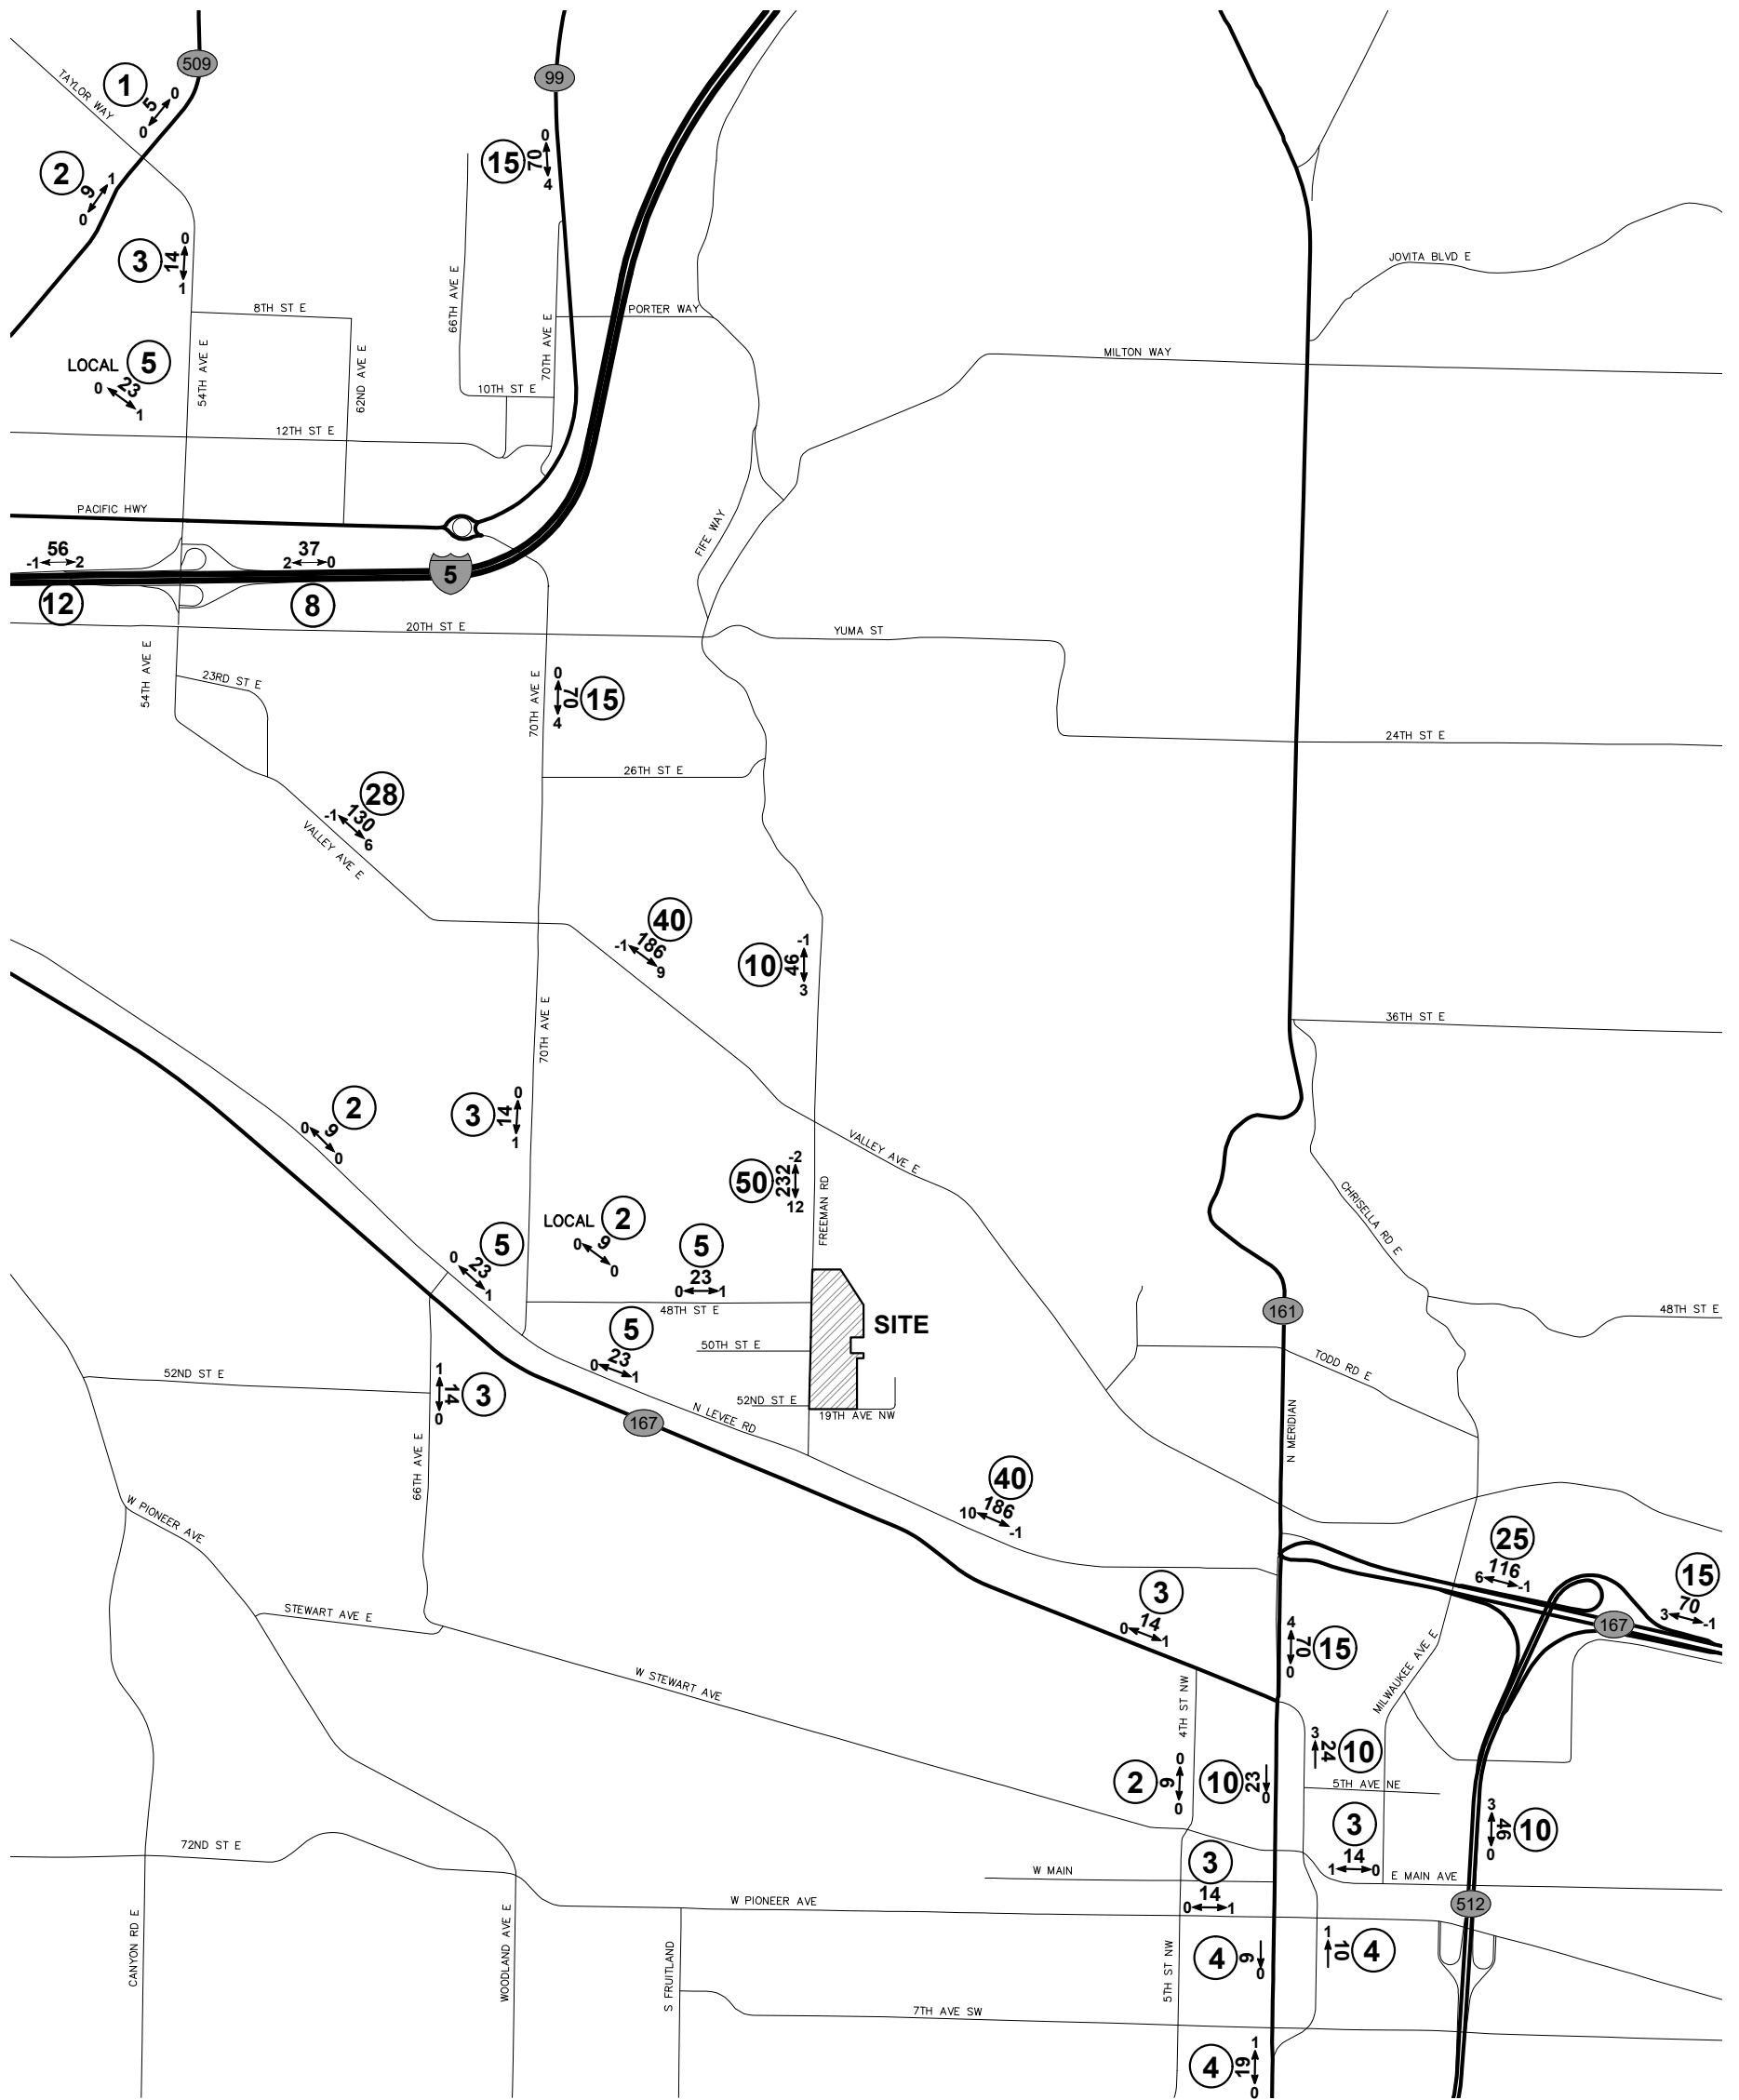 509
99
TAYLOR WAY
1
0
5
0
2
1
9
0
15
0
70
4
3
0
14
1
JOVITA BLVD E
8TH ST E
66TH AVE E
PORTER WAY
70TH AVE E
LOCAL 5
0
23
1
54TH AVE E
62ND AVE E
MILTON WAY
10TH ST E
12TH ST E
PACIFIC HWY
FIFE WAY
56
-1 2
12
37
2 0
8
5
20TH ST E
YUMA ST
54TH AVE E
23RD ST E
70TH AVE E
0
70
4
15
24TH ST E
26TH ST E
28
-1
130
6
VALLEY AVE E
40
-1
186
9
10
-1
46
3
70TH AVE E
36TH ST E
2
0
9
0
3
0
14
1
VALLEY AVE E
50
-2
232
12
FREEMAN RD
CHRISELLA RD E
LOCAL 2
0
9
0
5
0
23
1
5
23
0 1
48TH ST E
161
48TH ST E
SITE
5
0
23
1
50TH ST E
TODD RD E
52ND ST E
1
14
0
3
52ND ST E
19TH AVE NW
N LEVEE RD
167
N MERIDIAN
66TH AVE E
40
10
186
-1
W PIONEER AVE
25
6
116
-1
15
3
70
-1
167
STEWART AVE E
3
0
14
1
4
70
0
15
MILWAUKEE AVE E
W STEWART AVE
4TH ST NW
3
24
10
2
0
9
0
10
23
0
5TH AVE NE
3
14
1 0
3
46
0
10
72ND ST E
W MAIN
3
14
0 1
E MAIN AVE
W PIONEER AVE
512
CANYON RD E
WOODLAND AVE E
S FRUITLAND
5TH ST NW
4
9
0
1
10
4
7TH AVE SW
4
1
19
0